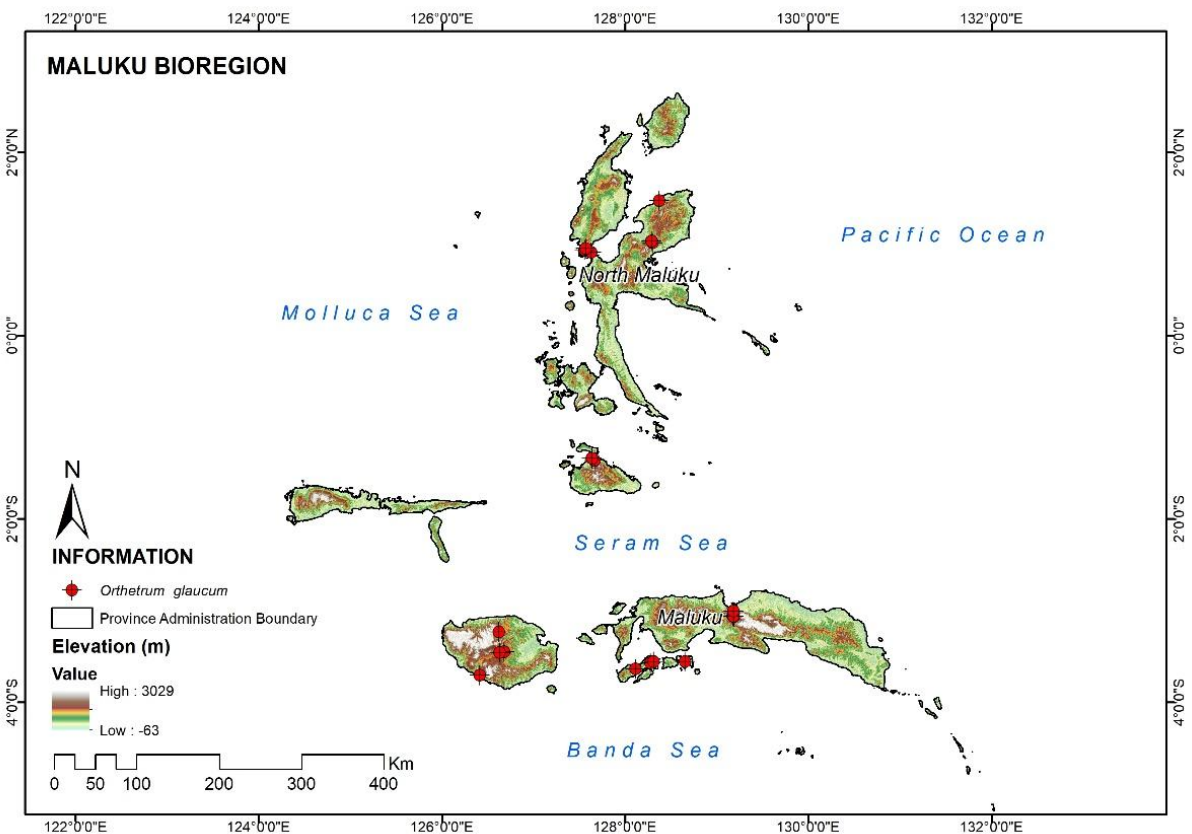 122°0'0"E 124°0'0"E 126°0'0"E 128°0'0"E 130°0'0"E 132°0'0"E
MALUKU BIOREGION
2°0'0"N 2°0'0"N
Pacific Ocean
North Maluku
Molluca Sea
0°0'0" 0°0'0"
N
2°0'0"S 2°0'0"S
Seram Sea
INFORMATION
Orthetrum glaucum
Province Administration Boundary
Maluku
Elevation (m)
Value
High : 3029
Low : -63
4°0'0"S 4°0'0"S
Banda Sea
Km
0 50 100 200 300 400
122°0'0"E 124°0'0"E 126°0'0"E 128°0'0"E 130°0'0"E 132°0'0"E